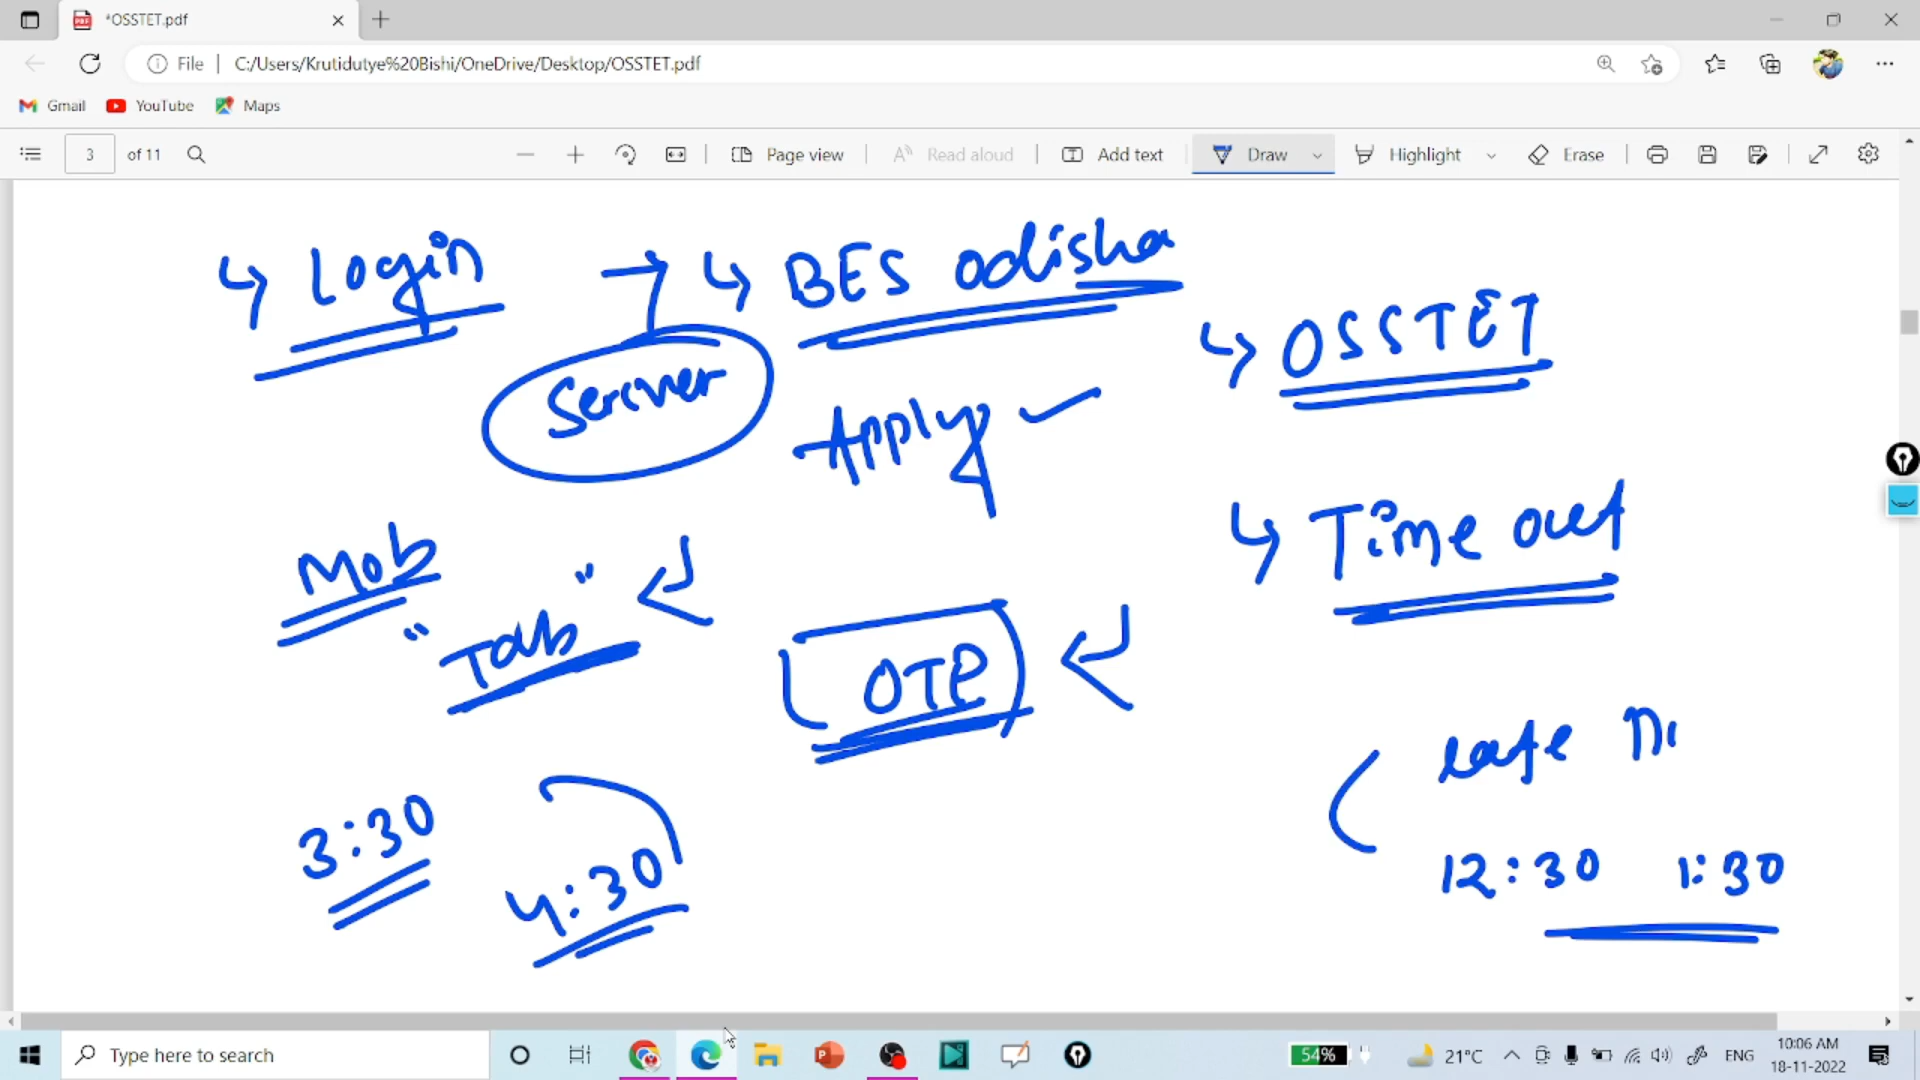 *OSSTET.pdf
File | C:/Users/Krutidutye%20Bishi/OneDrive/Desktop/OSSTET.pdf
Gmail YouTube Maps
3 of 11 Page view Read aloud Add text Draw Highlight Erase
↳ Login ↳ BES odisha
↳ OSSTET
Sercver
Apply ✓
↳ Time out
Mob
"Tab"
OTP
late
3:30
4:30
12:30 1:30
Type here to search
54% 21°C ENG
10:06 AM
18-11-2022